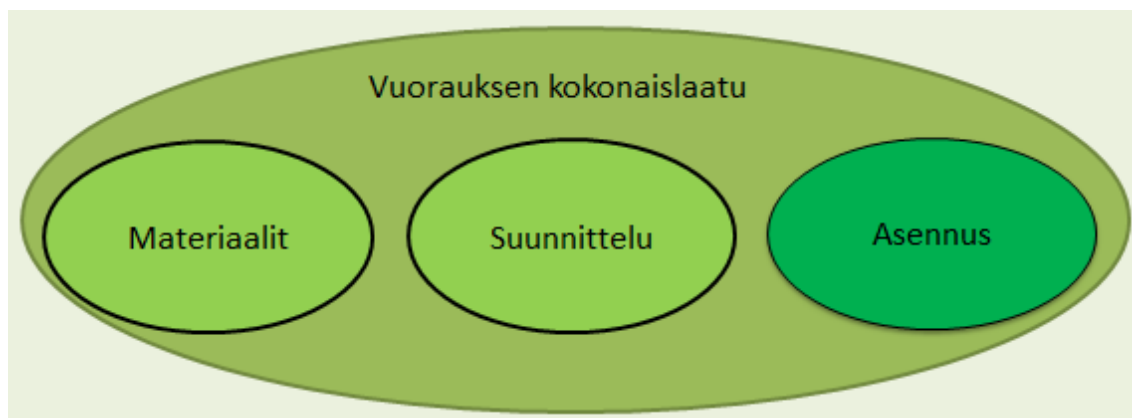 Vuorauksen kokonaislaatu
Materiaalit
Suunnittelu
Asennus